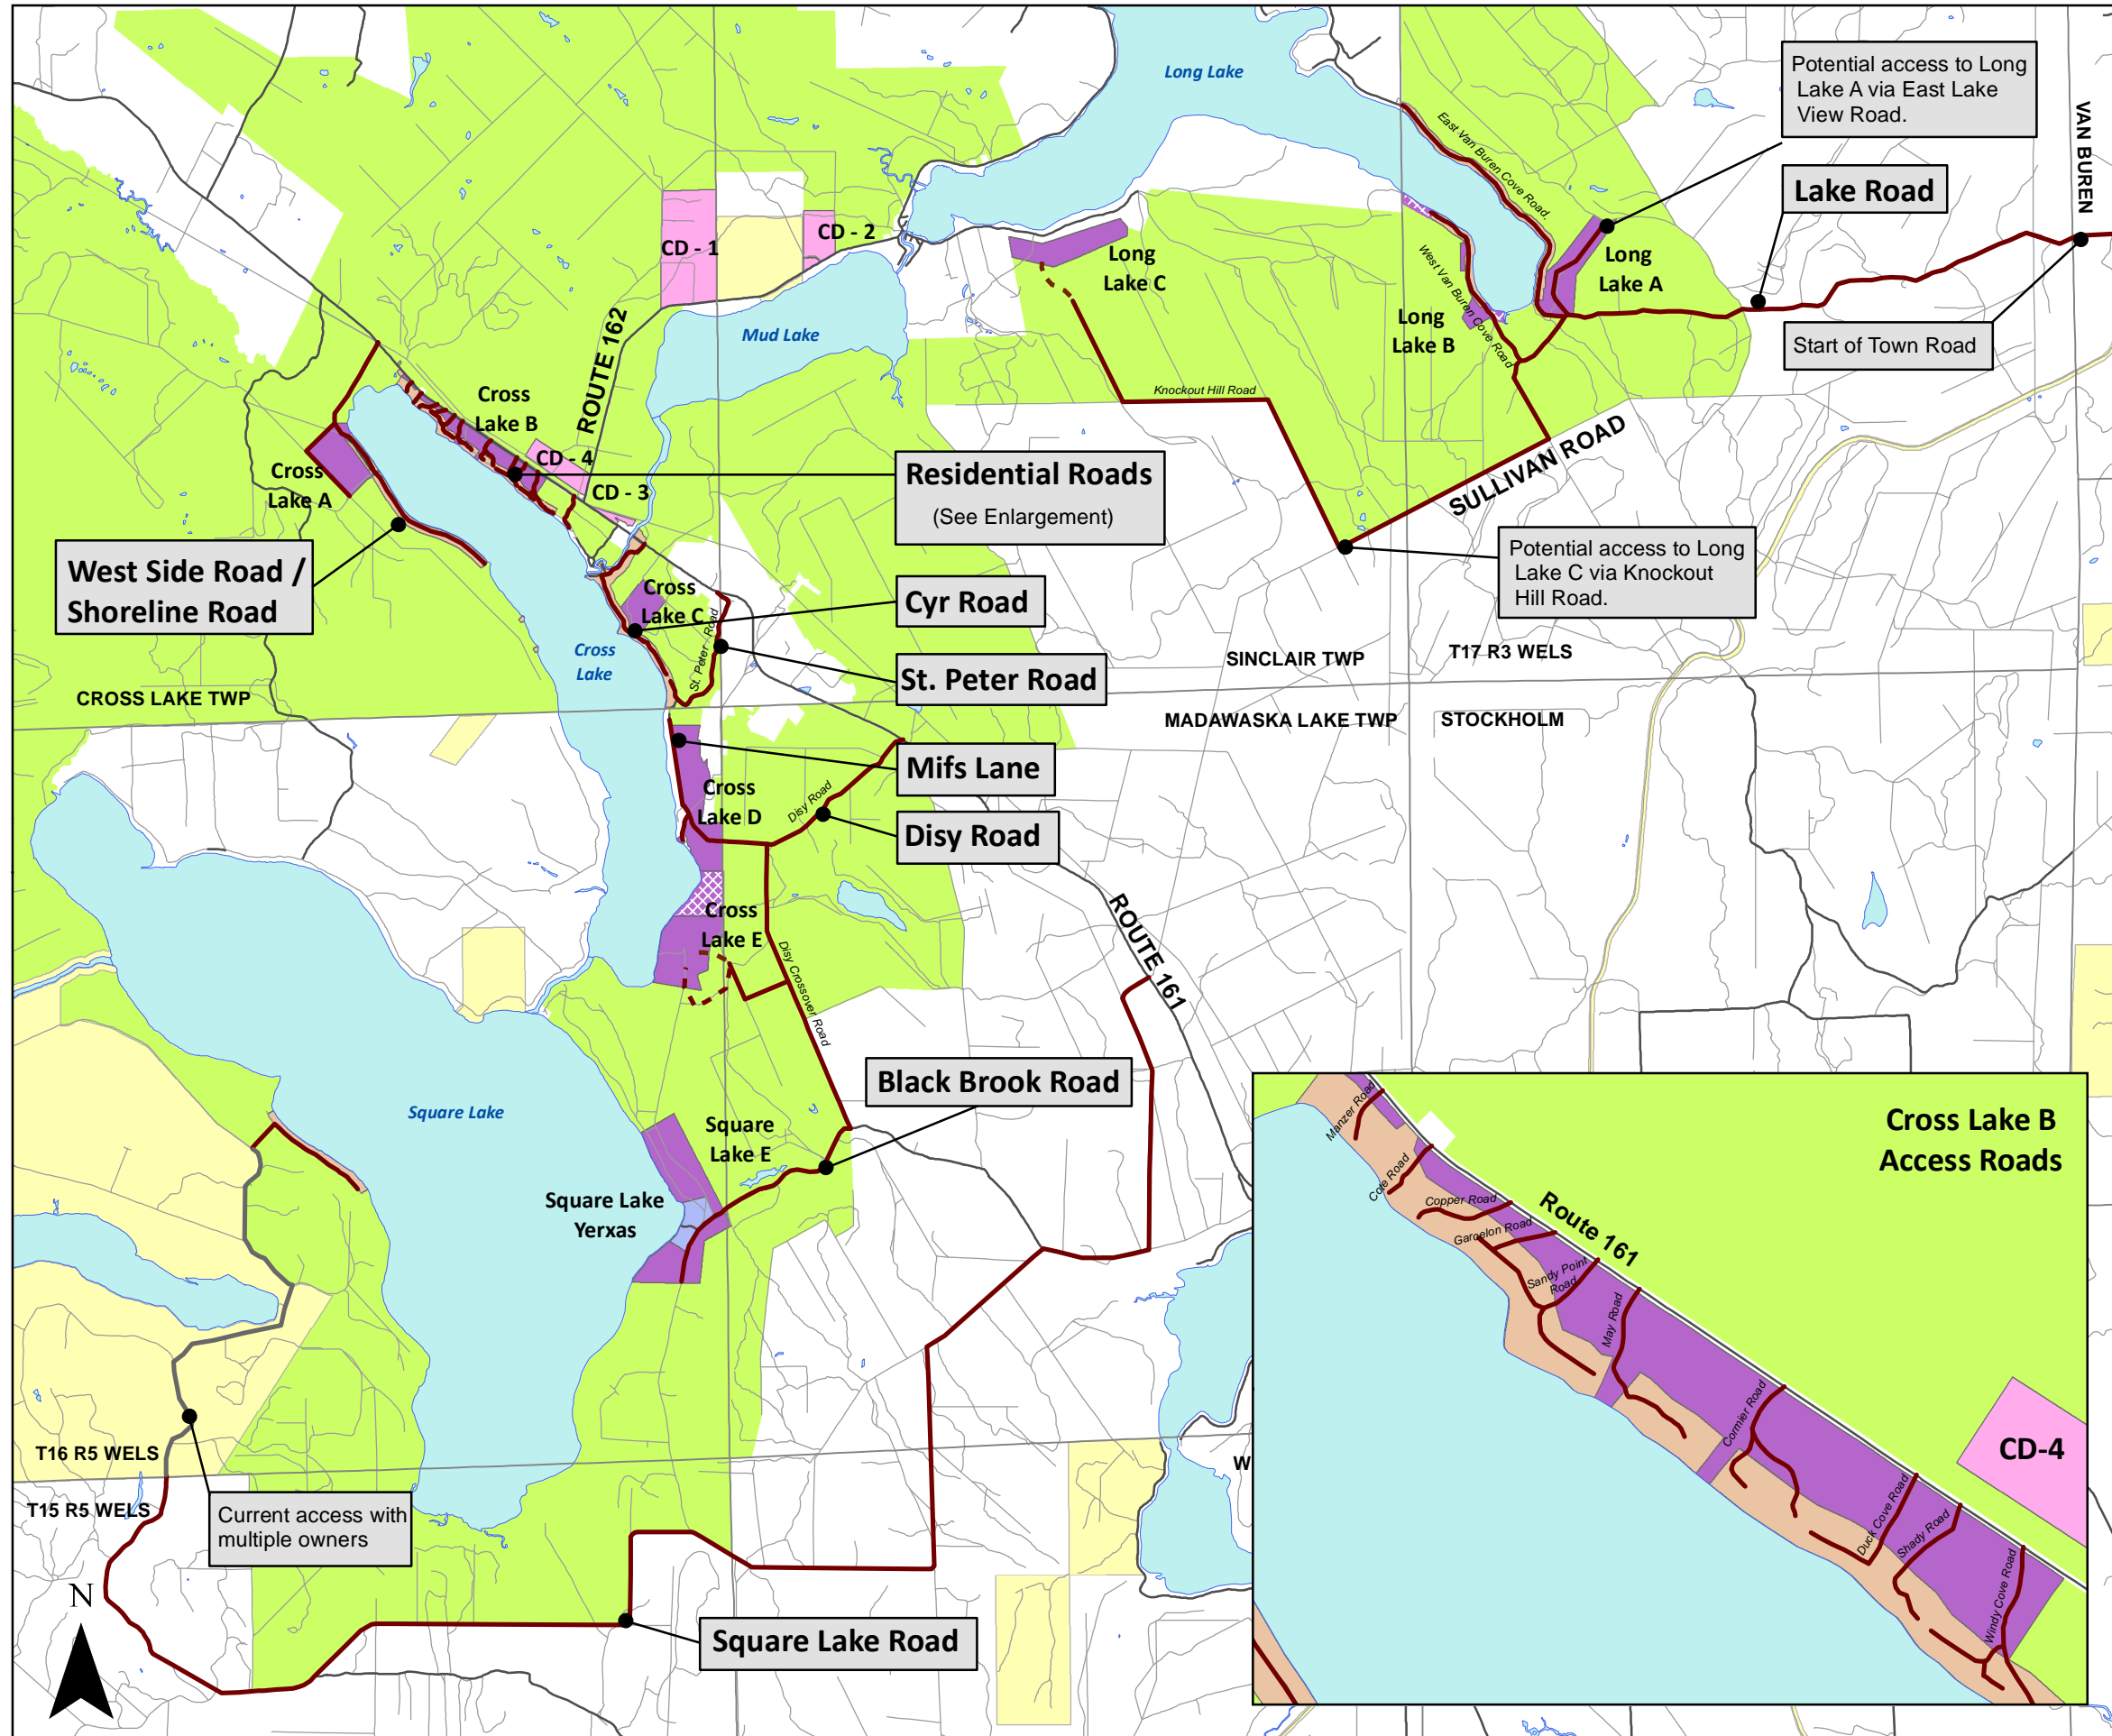 Long Lake
Potential access to Long
Lake A via East Lake
View Road.
VAN BUREN
East Van Buren Cove Road.
Lake Road
CD - 1
CD - 2
Long
Lake C
Long
Lake A
West Van Buren Cove Road
Mud Lake
ROUTE 162
Long
Lake B
Start of Town Road
Cross
Lake B
Knockout Hill Road
SULLIVAN ROAD
CD - 4
CD - 3
Cross
Lake A
Residential Roads
(See Enlargement)
West Side Road /
Shoreline Road
Potential access to Long
Lake C via Knockout
Hill Road.
Cross
Lake C
Cyr Road
St. Peter Road
Cross
Lake
St. Peter Road
SINCLAIR TWP
T17 R3 WELS
CROSS LAKE TWP
MADAWASKA LAKE TWP
STOCKHOLM
Mifs Lane
Cross
Lake D
Disy Road
Disy Road
Cross
Lake E
ROUTE 161
Disy Crossover Road
Black Brook Road
Square Lake
Square
Lake E
Square Lake
Yerxas
T16 R5 WELS
T15 R5 WELS
Current access with
multiple owners
W
N
Square Lake Road
Cross Lake B
Access Roads
Manzer Road
Cole Road
Copper Road
Garcelon Road
Route 161
Sandy Point
Road
May Road
Cormier Road
CD-4
Duck Cove Road
Shady Road
Windy Cove Road